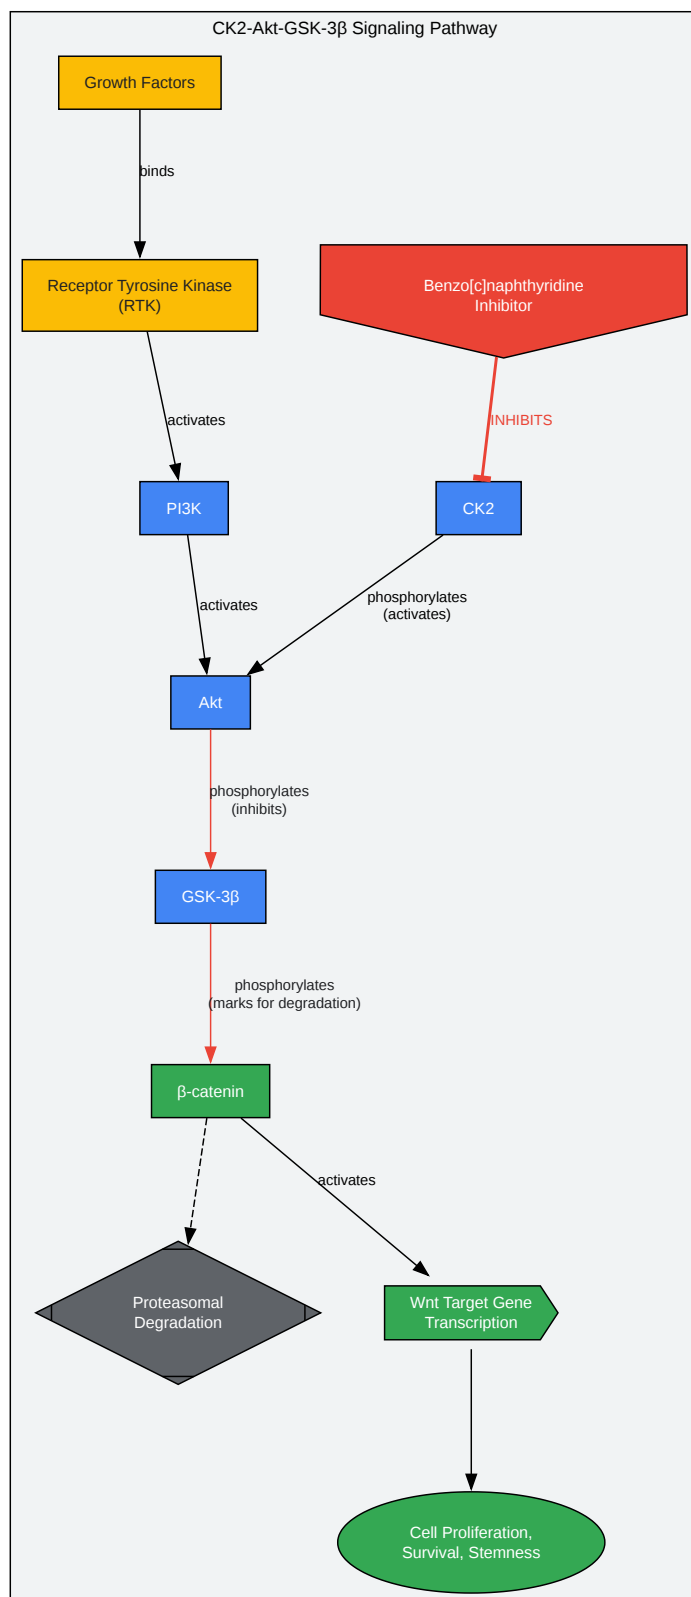 CK2-Akt-GSK-3β Signaling Pathway
Growth Factors
binds
Receptor Tyrosine Kinase
(RTK)
Benzo[c]naphthyridine
Inhibitor
activates
INHIBITS
PI3K
CK2
activates
phosphorylates
(activates)
Akt
phosphorylates
(inhibits)
GSK-3β
phosphorylates
(marks for degradation)
β-catenin
activates
Proteasomal
Degradation
Wnt Target Gene
Transcription
Cell Proliferation,
Survival, Stemness